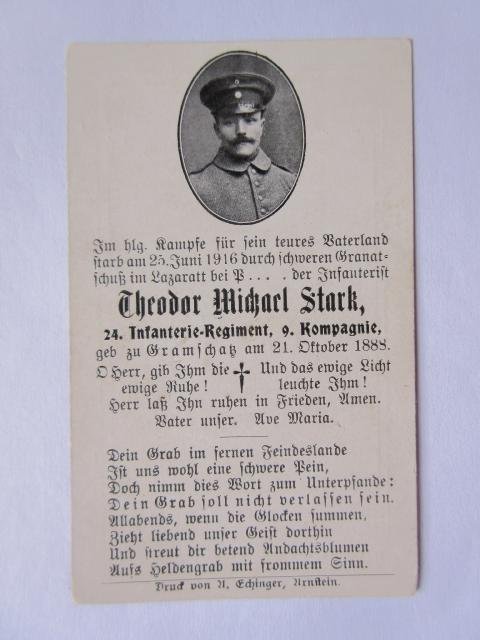 Im hlg. Kampfe für sein teures Vaterland
starb am 25. Juni 1916 durch schweren Granat-
schuß im Lazaratt bei P. . . . der Infanterist
Theodor Michael Stark,
24. Infanterie-Regiment, 9. Kompagnie,
geb zu Gramschatz am 21. Oktober 1888.
O Herr, gib Ihm die † Und das ewige Licht
ewige Ruhe! leuchte Ihm!
Herr laß Ihn ruhen in Frieden, Amen.
Vater unser. Ave Maria.
Dein Grab im fernen Feindeslande
Ist uns wohl eine schwere Pein,
Doch nimm dies Wort zum Unterpfande:
Dein Grab soll nicht verlassen sein.
Allabends, wenn die Glocken summen,
Zieht liebend unser Geist dorthin
Und streut dir betend Andachtsblumen
Aufs Heldengrab mit frommem Sinn.
Druck von A. Echinger, Arnstein.